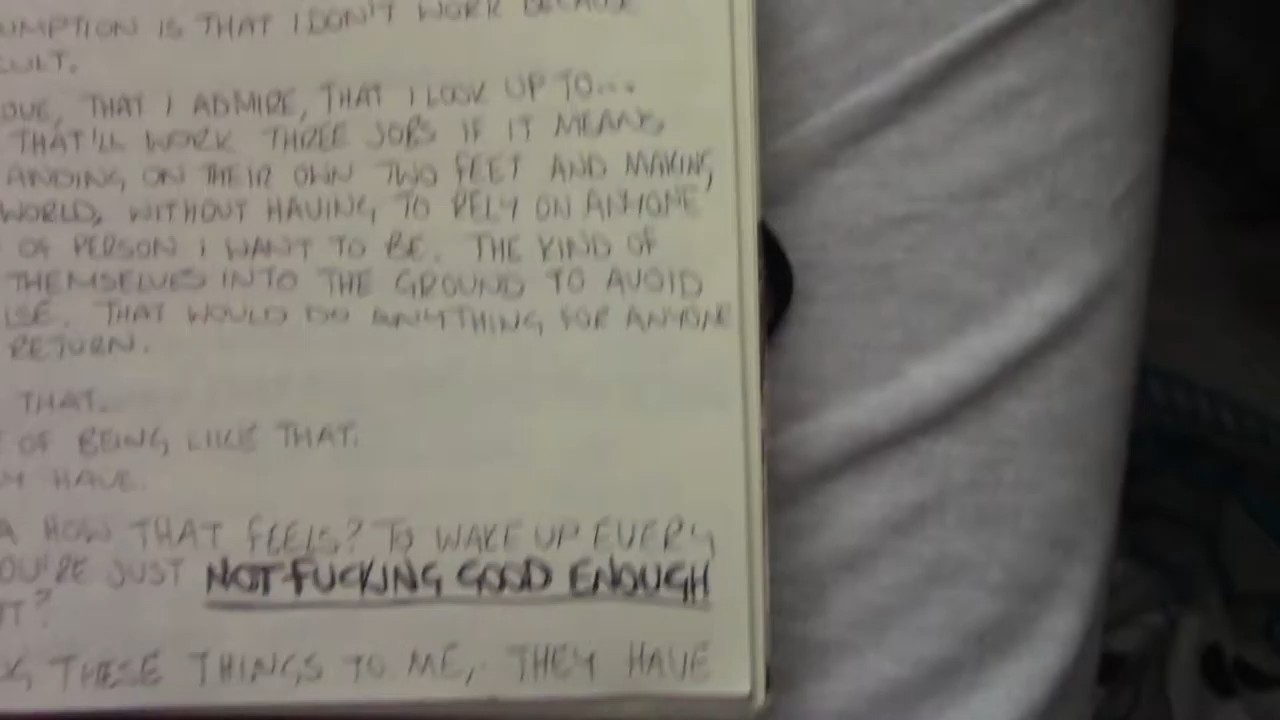 UMPTION IS THAT I DON'T WORK BECAUSE
CULT.
OVE, THAT I ADMIRE, THAT I LOOK UP TO...
THAT'LL WORK THREE JOBS IF IT MEANS
ANDING ON THEIR OWN TWO FEET AND MAKING
WORLD, WITHOUT HAVING TO RELY ON ANYONE
OF PERSON I WANT TO BE. THE KIND OF
THEMSELVES INTO THE GROUND TO AVOID
LSE. THAT WOULD DO ANYTHING FOR ANYONE
RETURN.
THAT.
OF BEING LIKE THAT.
Y HAVE.
A HOW THAT FEELS? TO WAKE UP EVERY
OU'RE JUST NOT FUCKING GOOD ENOUGH
IT?
G THESE THINGS TO ME, THEY HAVE